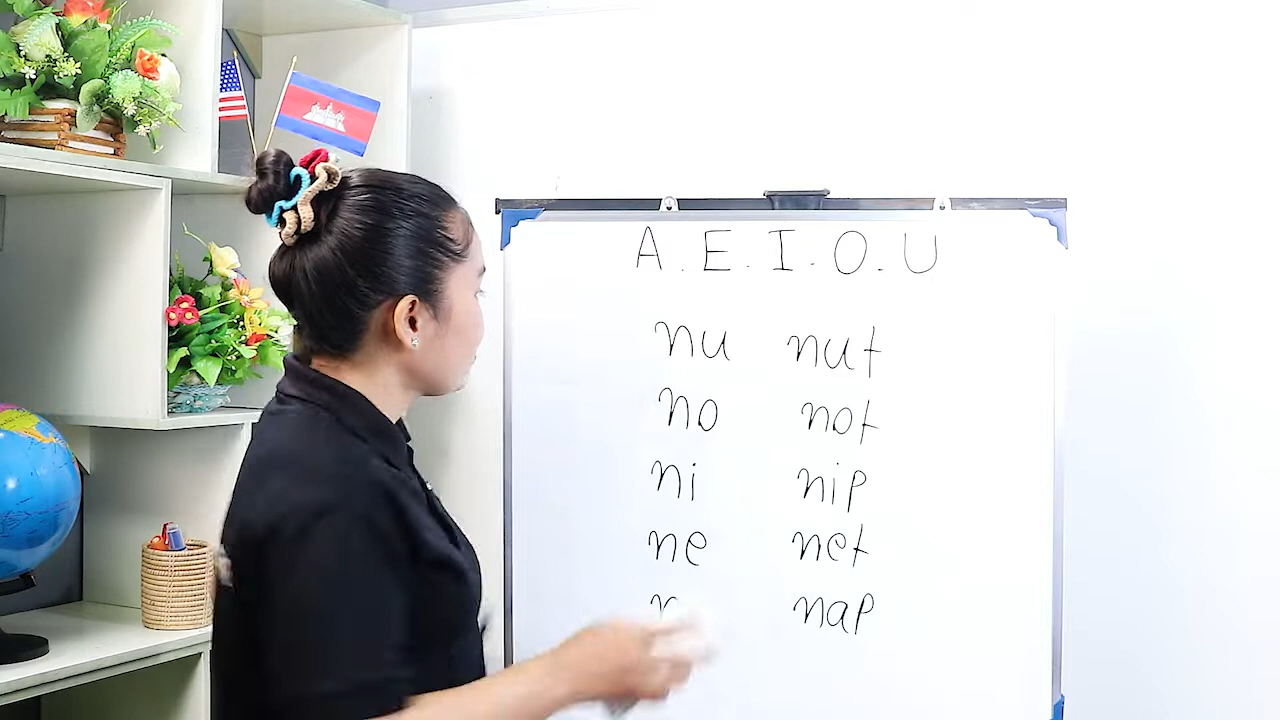 A . E . I . O . U
nu nut
no not
ni nip
ne net
nap